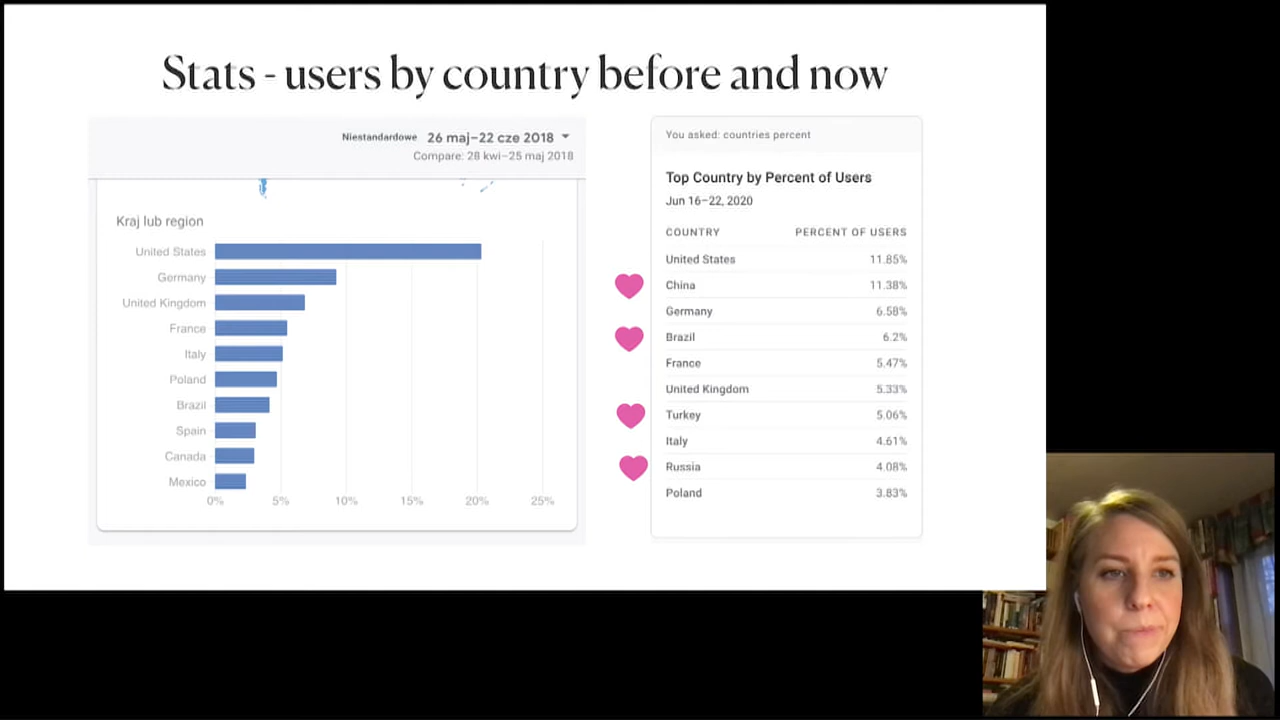 Stats - users by country before and now
Niestandardowe 26 maj–22 cze 2018
Compare: 28 kwi–25 maj 2018
Kraj lub region
United States
Germany
United Kingdom
France
Italy
Poland
Brazil
Spain
Canada
Mexico
0% 5% 10% 15% 20% 25%
You asked: countries percent
Top Country by Percent of Users
Jun 16–22, 2020
COUNTRY PERCENT OF USERS
United States 11.85%
China 11.38%
Germany 6.58%
Brazil 6.2%
France 5.47%
United Kingdom 5.33%
Turkey 5.06%
Italy 4.61%
Russia 4.08%
Poland 3.83%